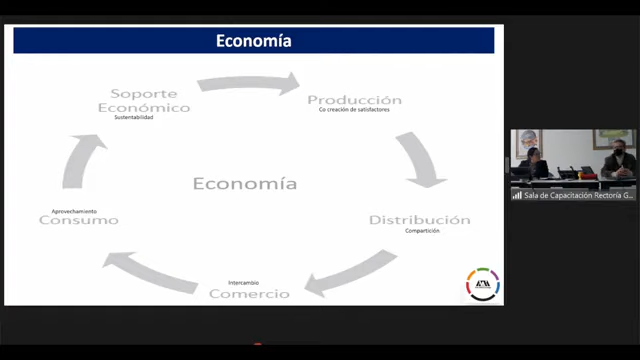 Economía
Soporte
Económico
Sustentabilidad
Producción
Co creación de satisfactores
Economía
Aprovechamiento
Consumo
Distribución
Compartición
Intercambio
Comercio
Sala de Capacitación Rectoría G...